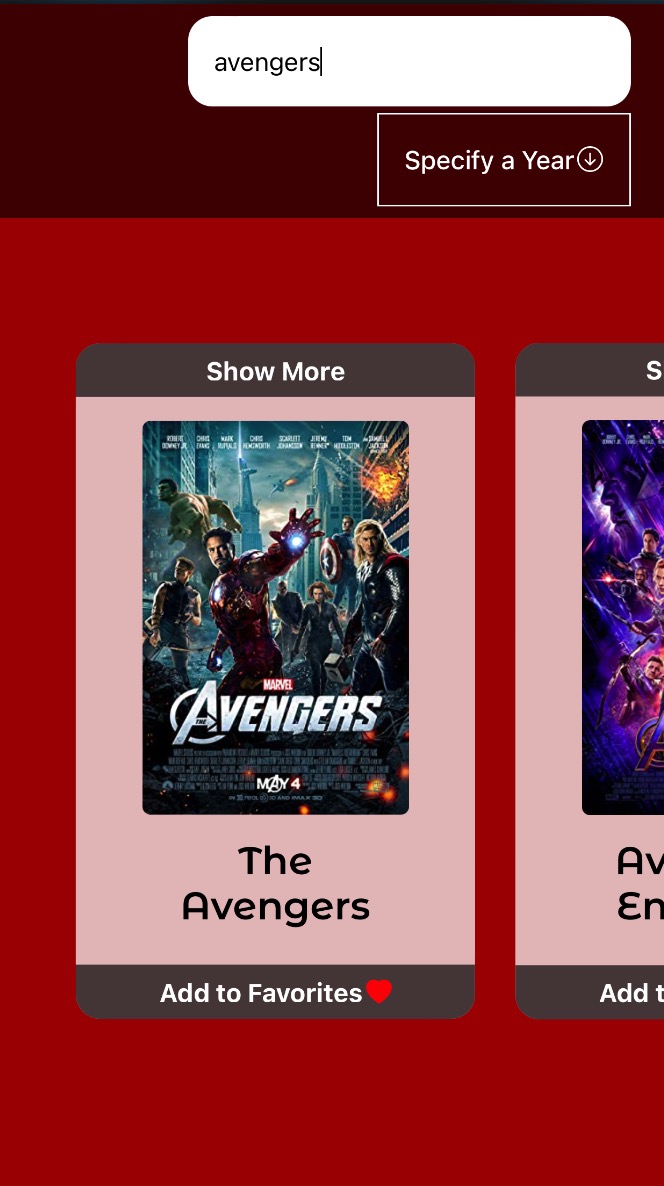 avengers
Specify a Year
Show More
S
ROBERT DOWNEY JR. CHRIS EVANS MARK RUFFALO CHRIS HEMSWORTH SCARLETT JOHANSSON JEREMY RENNER TOM HIDDLESTON AND SAMUEL L. JACKSON
MARVEL
THE AVENGERS
MAY 4
The
Avengers
Av
En
Add to Favorites
Add t